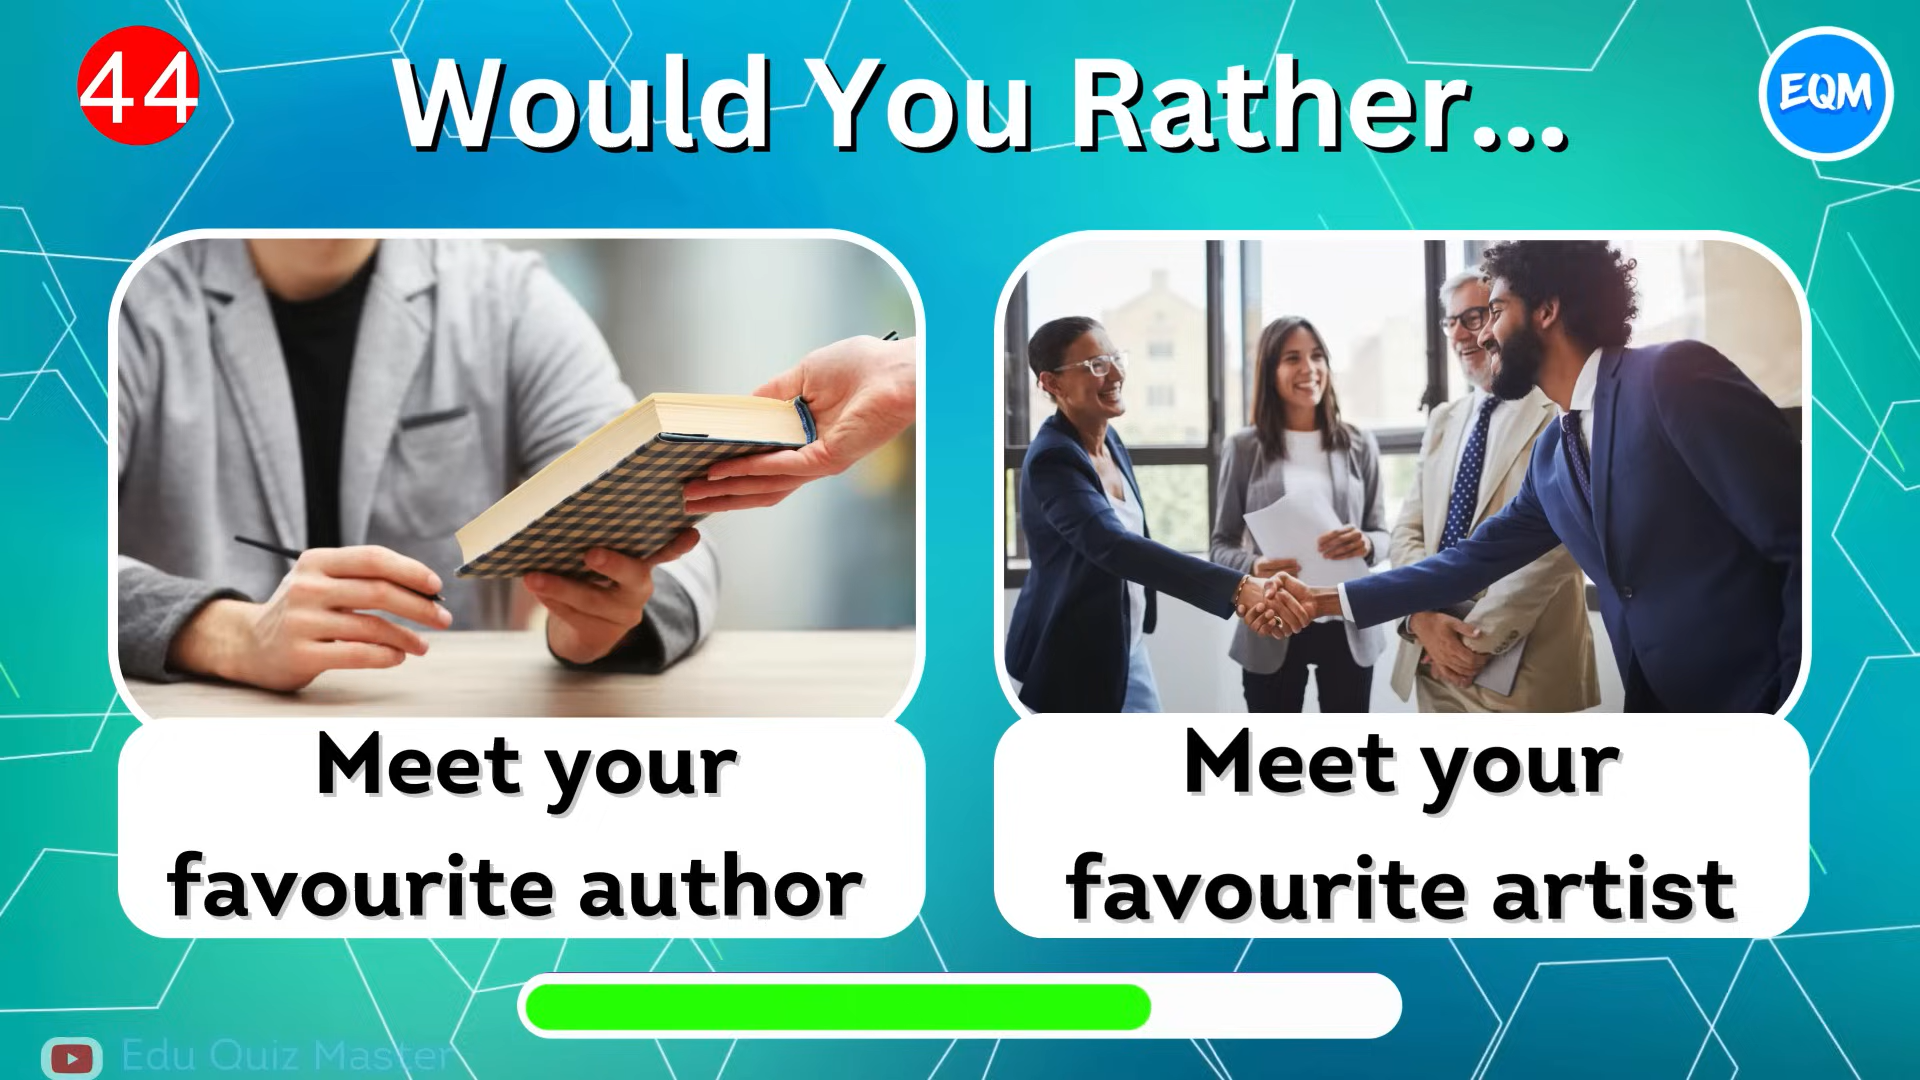 44
Would You Rather...
EQM
Meet your
favourite author
Meet your
favourite artist
Edu Quiz Master